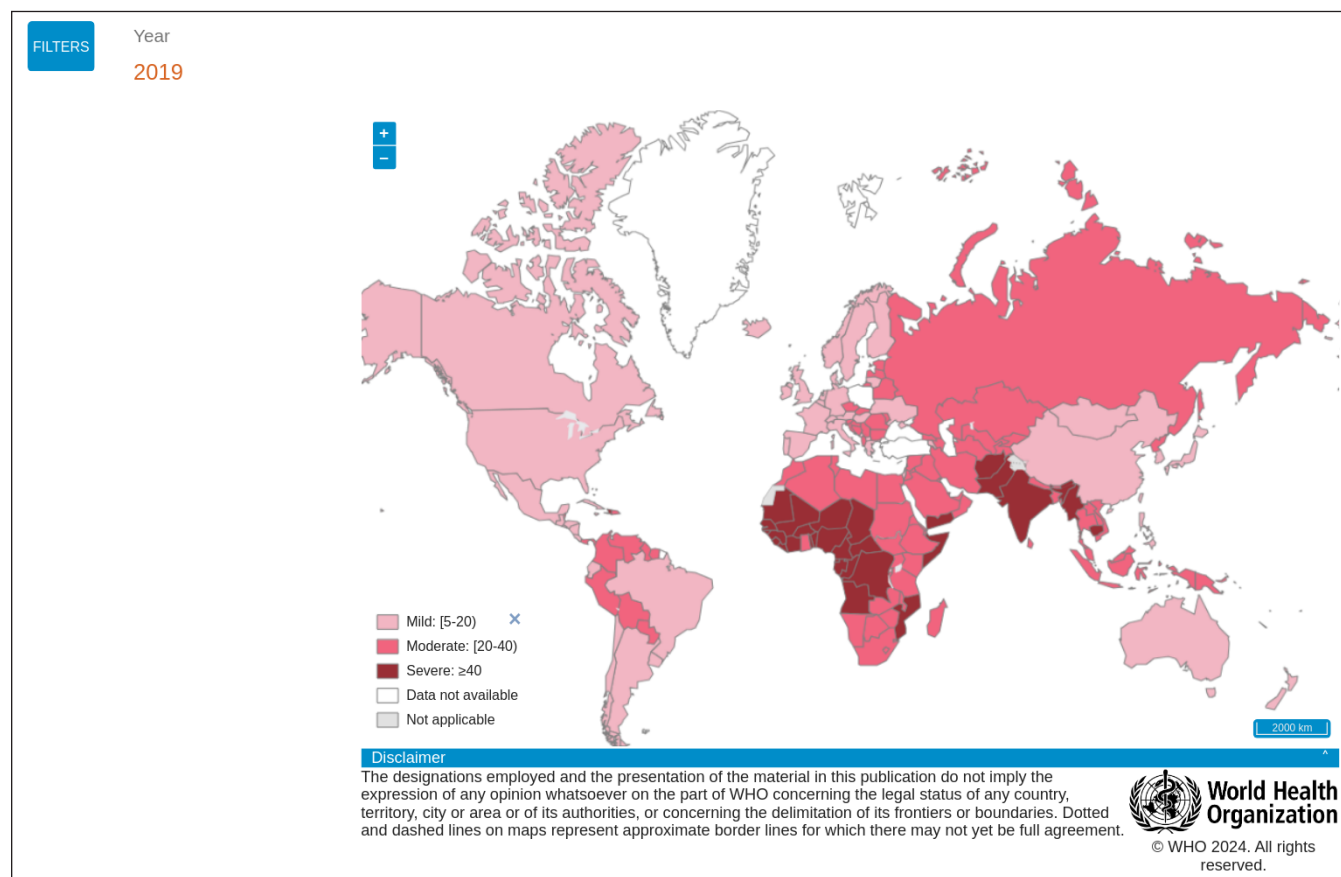 FILTERS
Year
2019
+
−
Mild: [5-20)
Moderate: [20-40)
Severe: ≥40
Data not available
Not applicable
2000 km
Disclaimer
The designations employed and the presentation of the material in this publication do not imply the
expression of any opinion whatsoever on the part of WHO concerning the legal status of any country,
territory, city or area or of its authorities, or concerning the delimitation of its frontiers or boundaries. Dotted
and dashed lines on maps represent approximate border lines for which there may not yet be full agreement.
World Health
Organization
© WHO 2024. All rights
reserved.